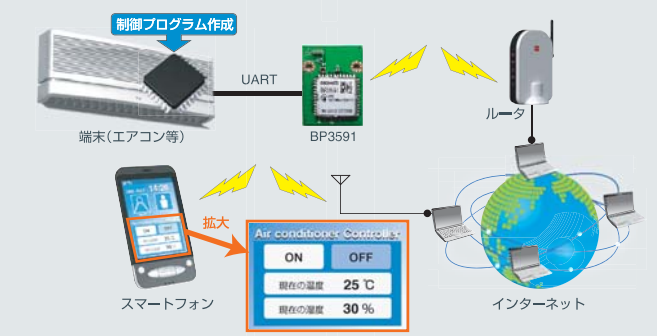 制御プログラム作成
UART
ルータ
端末(エアコン等)
BP3591
拡大
Air conditioner Controller
ON
OFF
現在の温度 25℃
現在の湿度 30%
スマートフォン
インターネット